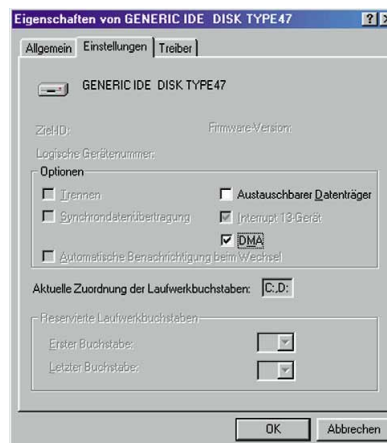 Eigenschaften von GENERIC IDE DISK TYPE47
Allgemein Einstellungen Treiber
GENERIC IDE DISK TYPE47
ZielID: Firmware-Version:
Logische Gerätenummer:
Optionen
Trennen Austauschbarer Datenträger
Synchrondatenübertragung Interrupt 13-Gerät
DMA
Automatische Benachrichtigung beim Wechsel
Aktuelle Zuordnung der Laufwerkbuchstaben: C:,D:
Reservierte Laufwerkbuchstaben
Erster Buchstabe:
Letzter Buchstabe:
OK Abbrechen